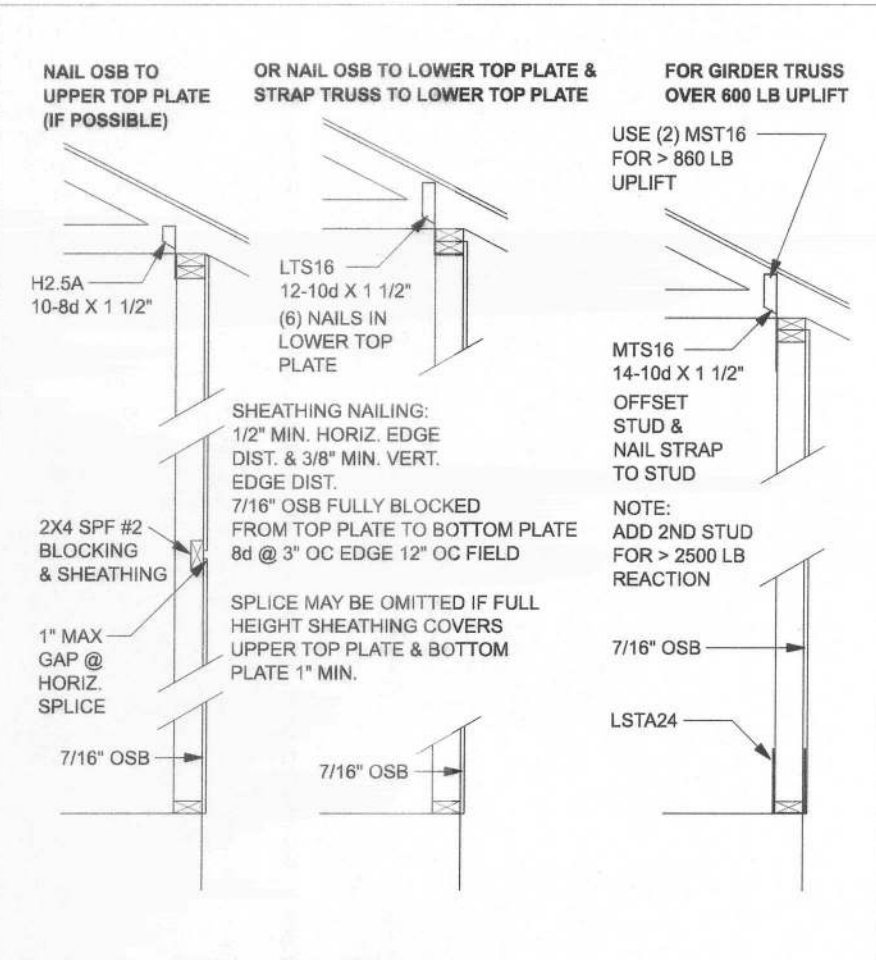 NAIL OSB TO
UPPER TOP PLATE
(IF POSSIBLE)
H2.5A
10-8d X 1 1/2"
2X4 SPF #2
BLOCKING
& SHEATHING
1" MAX
GAP @
HORIZ.
SPLICE
7/16" OSB
OR NAIL OSB TO LOWER TOP PLATE &
STRAP TRUSS TO LOWER TOP PLATE
LTS16
12-10d X 1 1/2"
(6) NAILS IN
LOWER TOP
PLATE
SHEATHING NAILING:
1/2" MIN. HORIZ. EDGE
DIST. & 3/8" MIN. VERT.
EDGE DIST.
7/16" OSB FULLY BLOCKED
FROM TOP PLATE TO BOTTOM PLATE
8d @ 3" OC EDGE 12" OC FIELD
SPLICE MAY BE OMITTED IF FULL
HEIGHT SHEATHING COVERS
UPPER TOP PLATE & BOTTOM
PLATE 1" MIN.
7/16" OSB
FOR GIRDER TRUSS
OVER 600 LB UPLIFT
USE (2) MST16
FOR > 860 LB
UPLIFT
MTS16
14-10d X 1 1/2"
OFFSET
STUD &
NAIL STRAP
TO STUD
NOTE:
ADD 2ND STUD
FOR > 2500 LB
REACTION
7/16" OSB
LSTA24